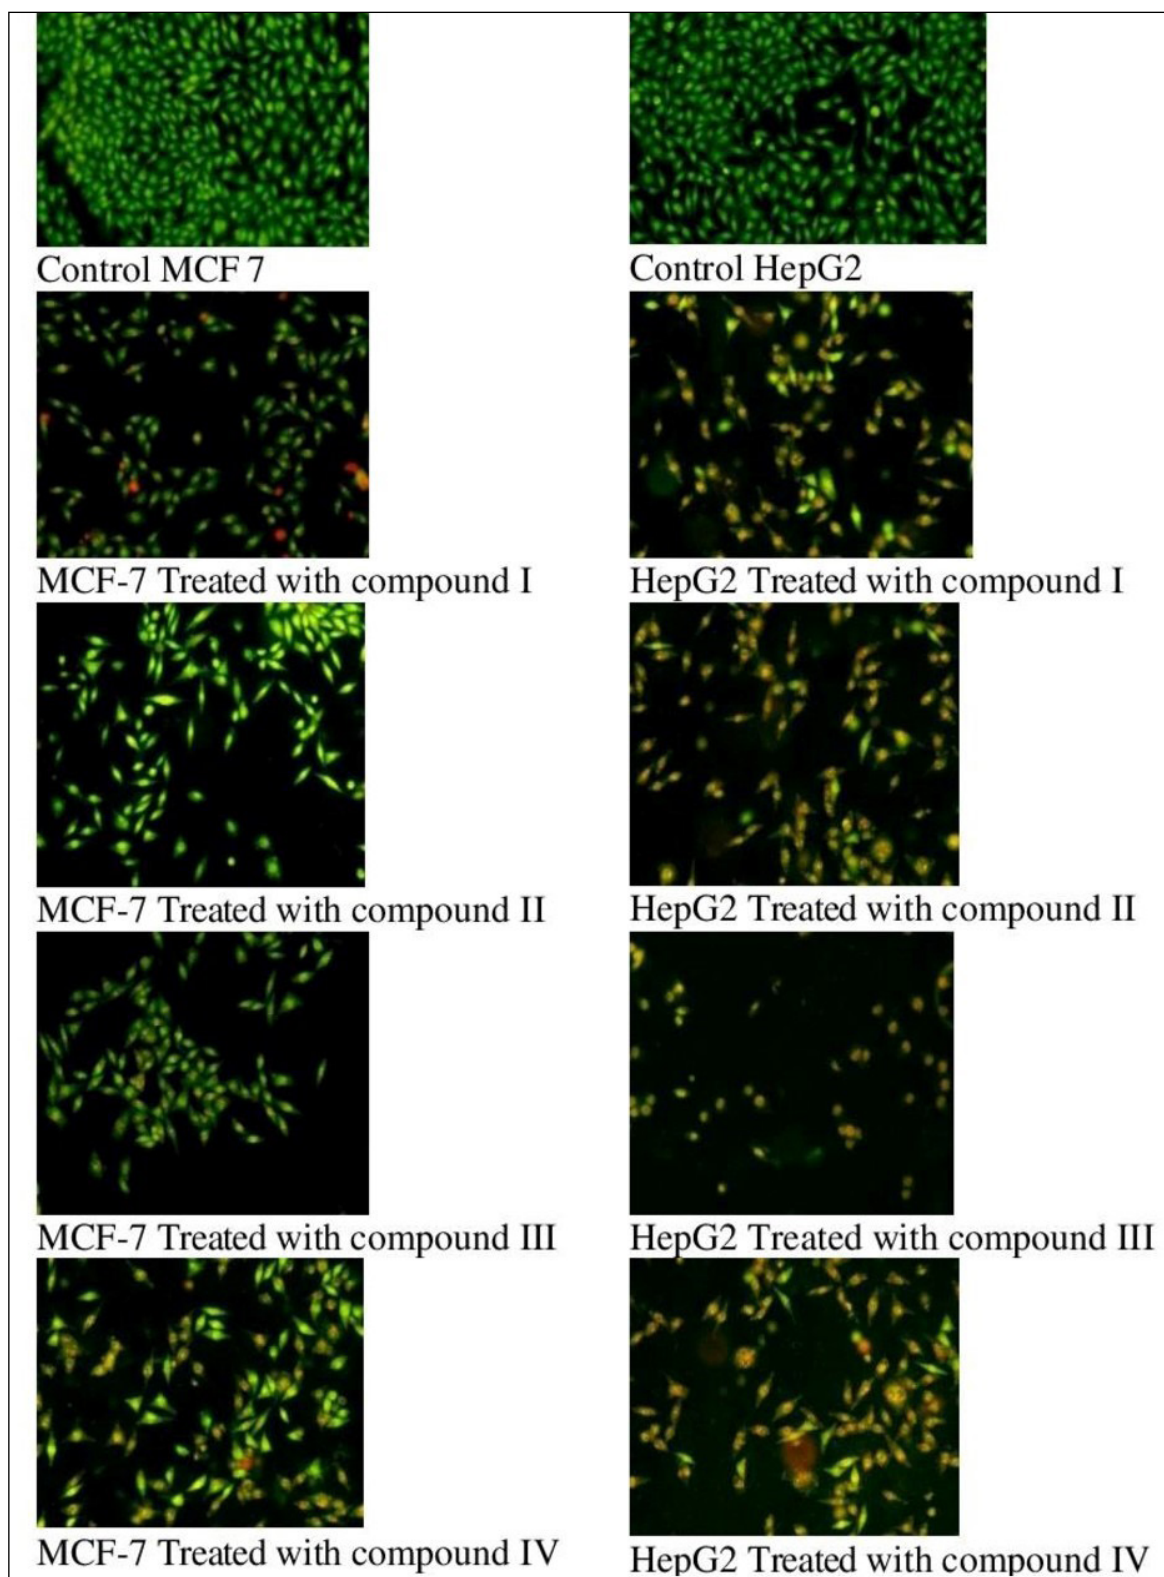 Control MCF 7
Control HepG2
MCF-7 Treated with compound I
HepG2 Treated with compound I
MCF-7 Treated with compound II
HepG2 Treated with compound II
MCF-7 Treated with compound III
HepG2 Treated with compound III
MCF-7 Treated with compound IV
HepG2 Treated with compound IV